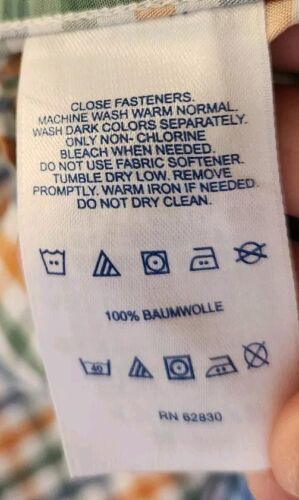 CLOSE FASTENERS.
MACHINE WASH WARM NORMAL.
WASH DARK COLORS SEPARATELY.
ONLY NON-CHLORINE
BLEACH WHEN NEEDED.
DO NOT USE FABRIC SOFTENER.
TUMBLE DRY LOW. REMOVE
PROMPTLY. WARM IRON IF NEEDED.
DO NOT DRY CLEAN.
100% BAUMWOLLE
40
RN 62830